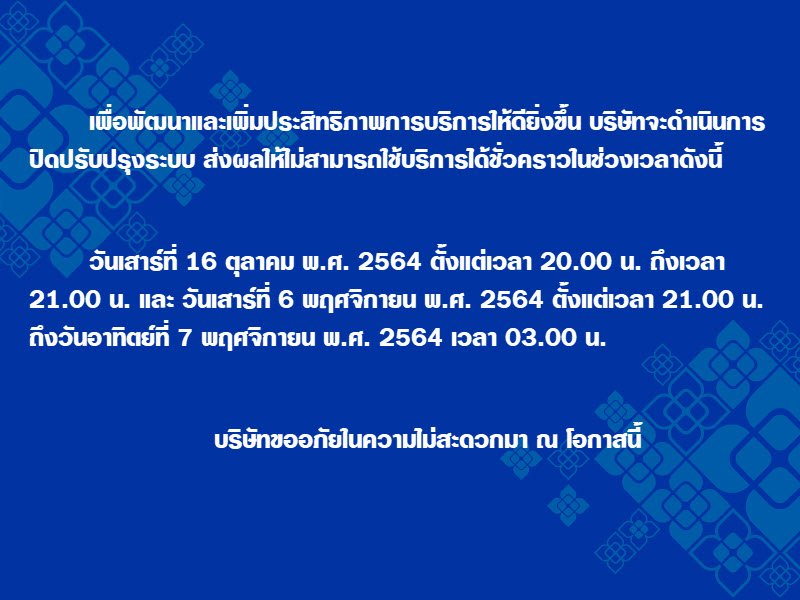 เพื่อพัฒนาและเพิ่มประสิทธิภาพการบริการให้ดียิ่งขึ้น บริษัทจะดำเนินการ
ปิดปรับปรุงระบบ ส่งผลให้ไม่สามารถใช้บริการได้ชั่วคราวในช่วงเวลาดังนี้
วันเสาร์ที่ 16 ตุลาคม พ.ศ. 2564 ตั้งแต่เวลา 20.00 น. ถึงเวลา
21.00 น. และ วันเสาร์ที่ 6 พฤศจิกายน พ.ศ. 2564 ตั้งแต่เวลา 21.00 น.
ถึงวันอาทิตย์ที่ 7 พฤศจิกายน พ.ศ. 2564 เวลา 03.00 น.
บริษัทขออภัยในความไม่สะดวกมา ณ โอกาสนี้